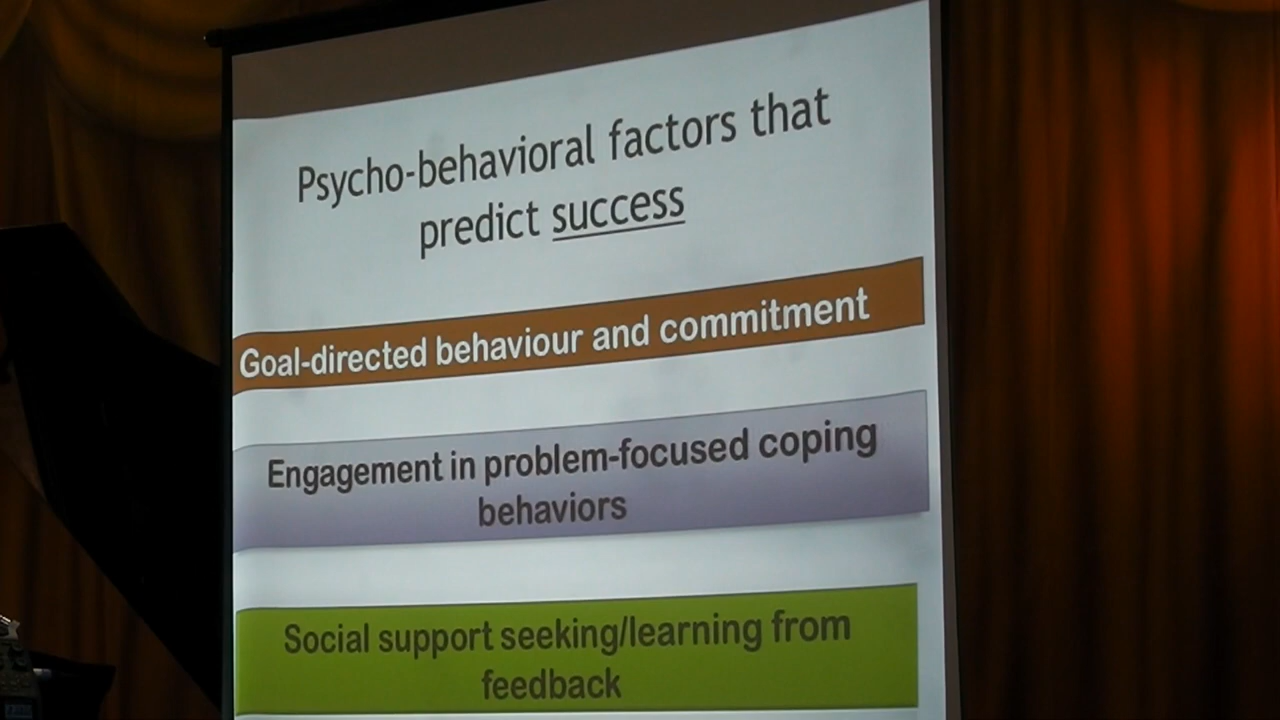 Psycho-behavioral factors that
predict success
Goal-directed behaviour and commitment
Engagement in problem-focused coping
behaviors
Social support seeking/learning from
feedback